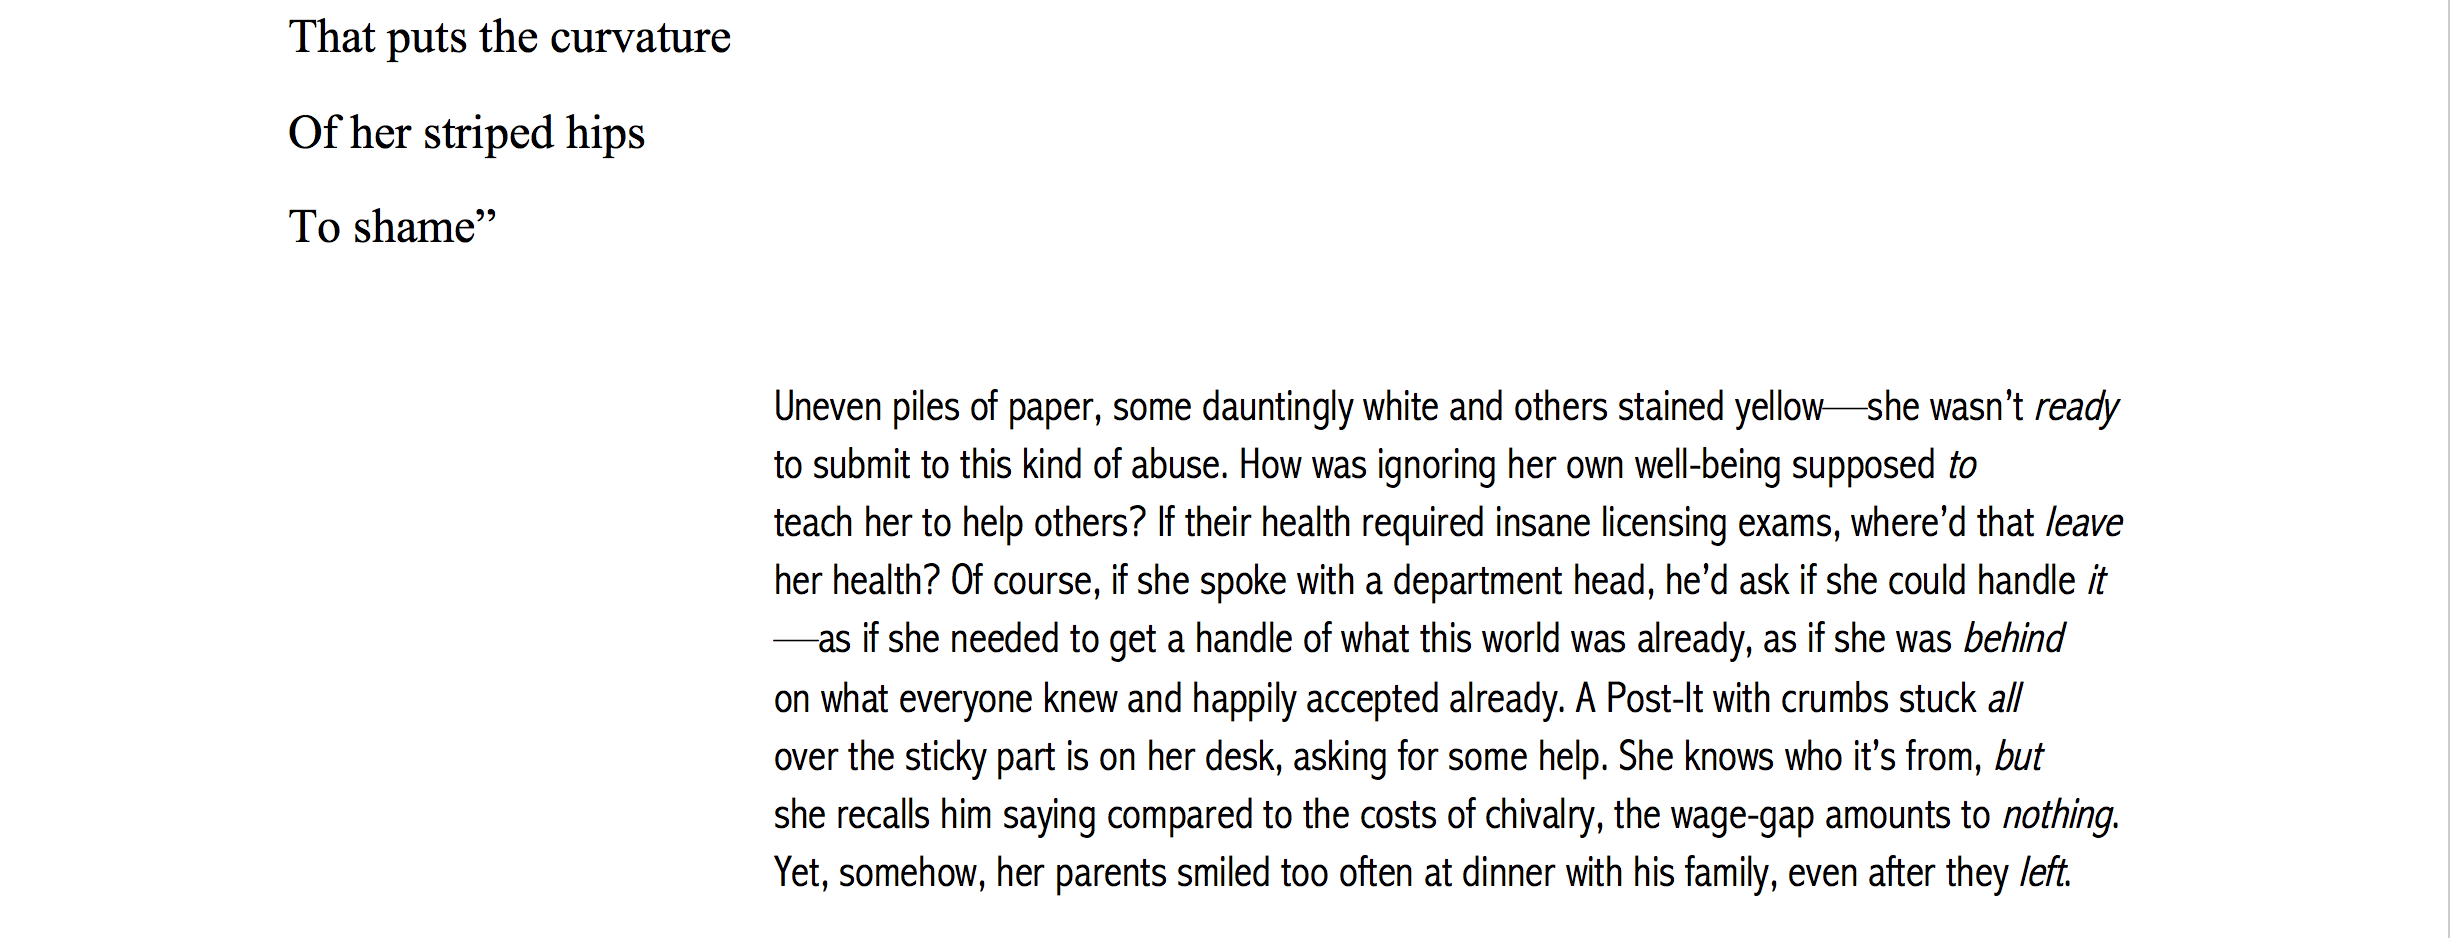 That puts the curvature
Of her striped hips
To shame”
Uneven piles of paper, some dauntingly white and others stained yellow—she wasn’t ready
to submit to this kind of abuse. How was ignoring her own well-being supposed to
teach her to help others? If their health required insane licensing exams, where’d that leave
her health? Of course, if she spoke with a department head, he’d ask if she could handle it
—as if she needed to get a handle of what this world was already, as if she was behind
on what everyone knew and happily accepted already. A Post-It with crumbs stuck all
over the sticky part is on her desk, asking for some help. She knows who it’s from, but
she recalls him saying compared to the costs of chivalry, the wage-gap amounts to nothing.
Yet, somehow, her parents smiled too often at dinner with his family, even after they left.